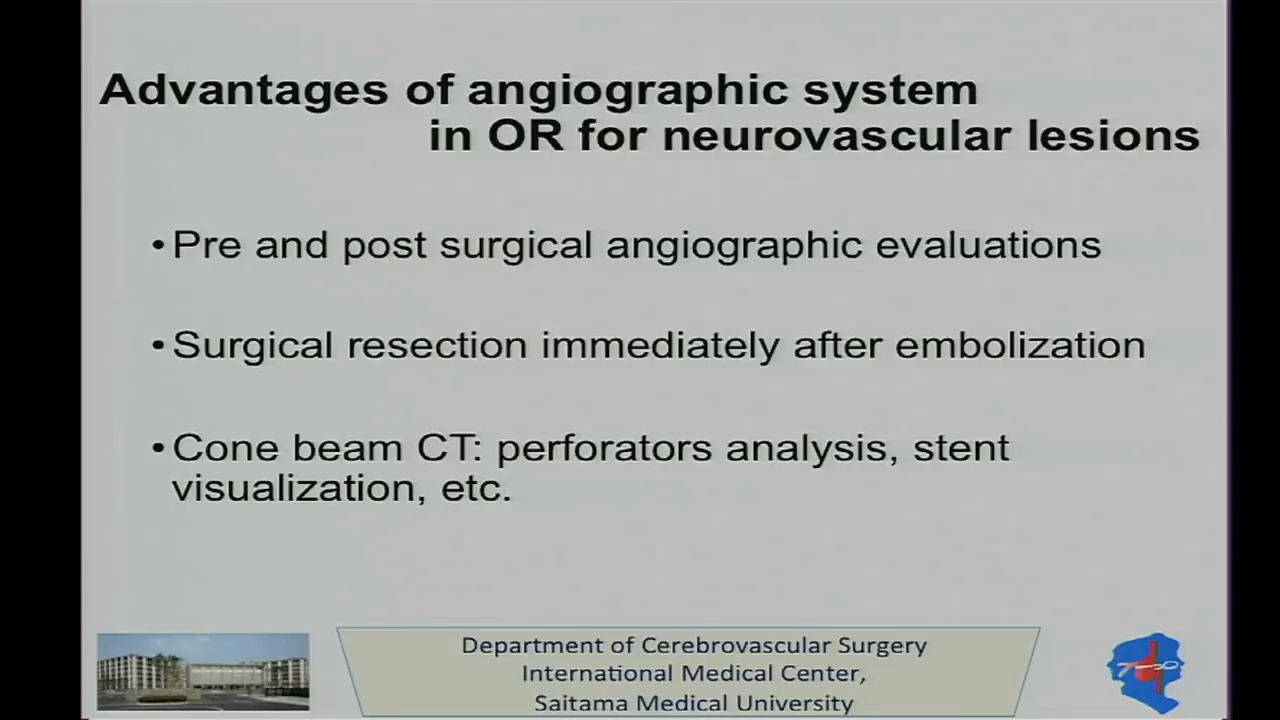 Advantages of angiographic system
in OR for neurovascular lesions
•Pre and post surgical angiographic evaluations
•Surgical resection immediately after embolization
•Cone beam CT: perforators analysis, stent
visualization, etc.
Department of Cerebrovascular Surgery
International Medical Center,
Saitama Medical University